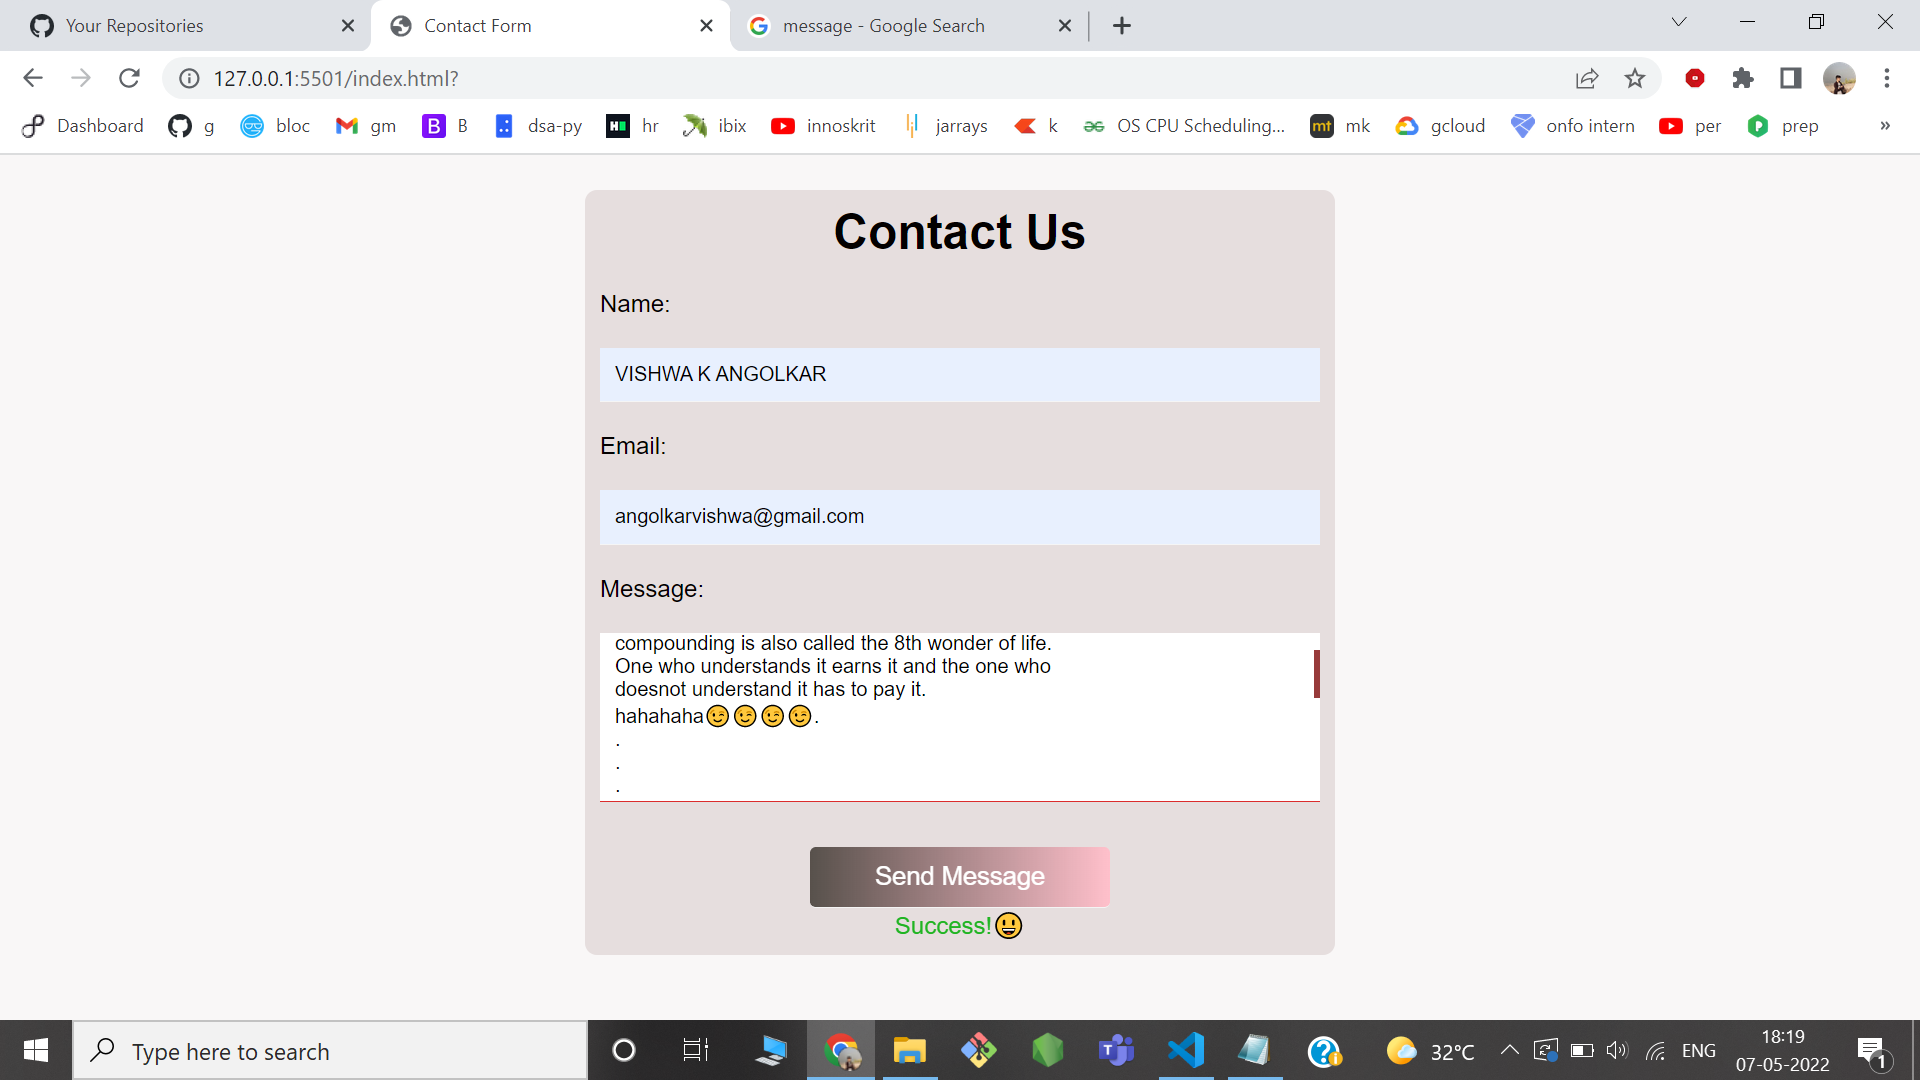 Your Repositories
Contact Form
message - Google Search
127.0.0.1:5501/index.html?
Dashboard
g
bloc
gm
B B
dsa-py
H hr
ibix
innoskrit
jarrays
k
OS CPU Scheduling...
mt mk
gcloud
onfo intern
per
prep
»
Contact Us
Name:
VISHWA K ANGOLKAR
Email:
angolkarvishwa@gmail.com
Message:
compounding is also called the 8th wonder of life.
One who understands it earns it and the one who
doesnot understand it has to pay it.
hahahaha😉😉😉😉.
.
.
.
Send Message
Success!😃
Type here to search
32°C
ENG
18:19
07-05-2022
1